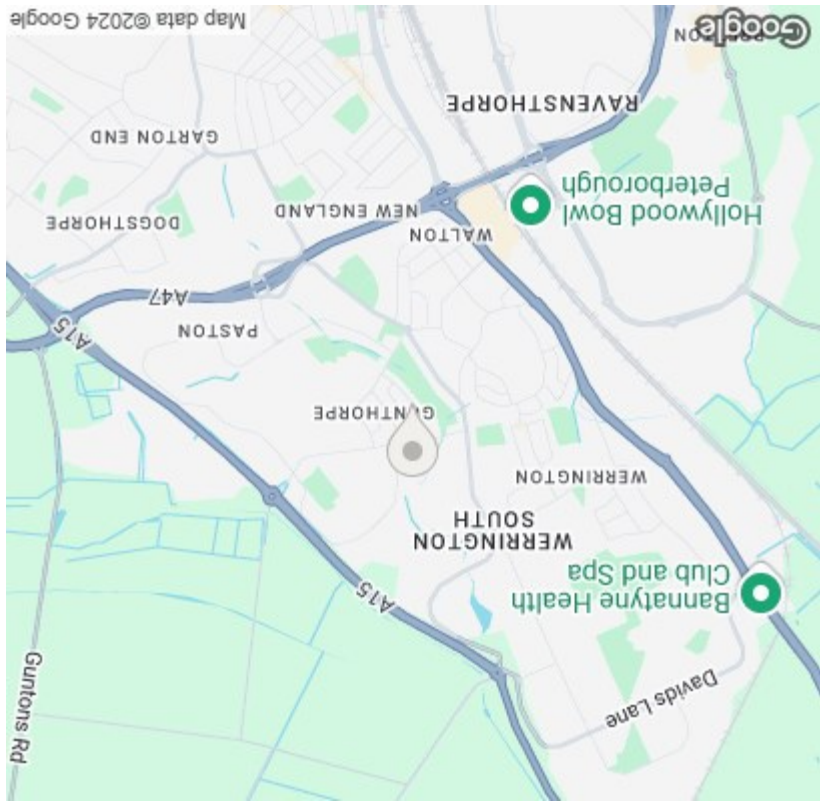 Davids Lane
Guntons Rd
Bannatyne Health
Club and Spa
A15
WERRINGTON
SOUTH
WERRINGTON
GUNTHORPE
PASTON
A15
A47
WALTON
DOGSTHORPE
Hollywood Bowl
Peterborough
NEW ENGLAND
GARTON END
RAVENSTHORPE
Google
Map data ©2024 Google